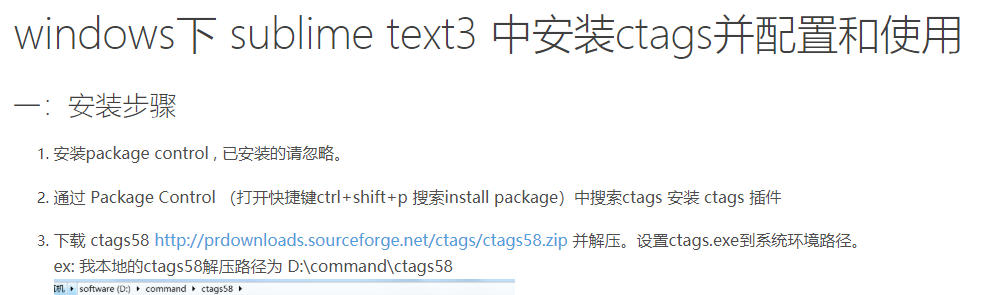 windows下 sublime text3 中安装ctags并配置和使用
一：安装步骤
1. 安装package control , 已安装的请忽略。
2. 通过 Package Control （打开快捷键ctrl+shift+p 搜索install package）中搜索ctags 安装 ctags 插件
3. 下载 ctags58 http://prdownloads.sourceforge.net/ctags/ctags58.zip 并解压。设置ctags.exe到系统环境路径。
ex: 我本地的ctags58解压路径为 D:\command\ctags58
机 ▸ software (D:) ▸ command ▸ ctags58 ▸